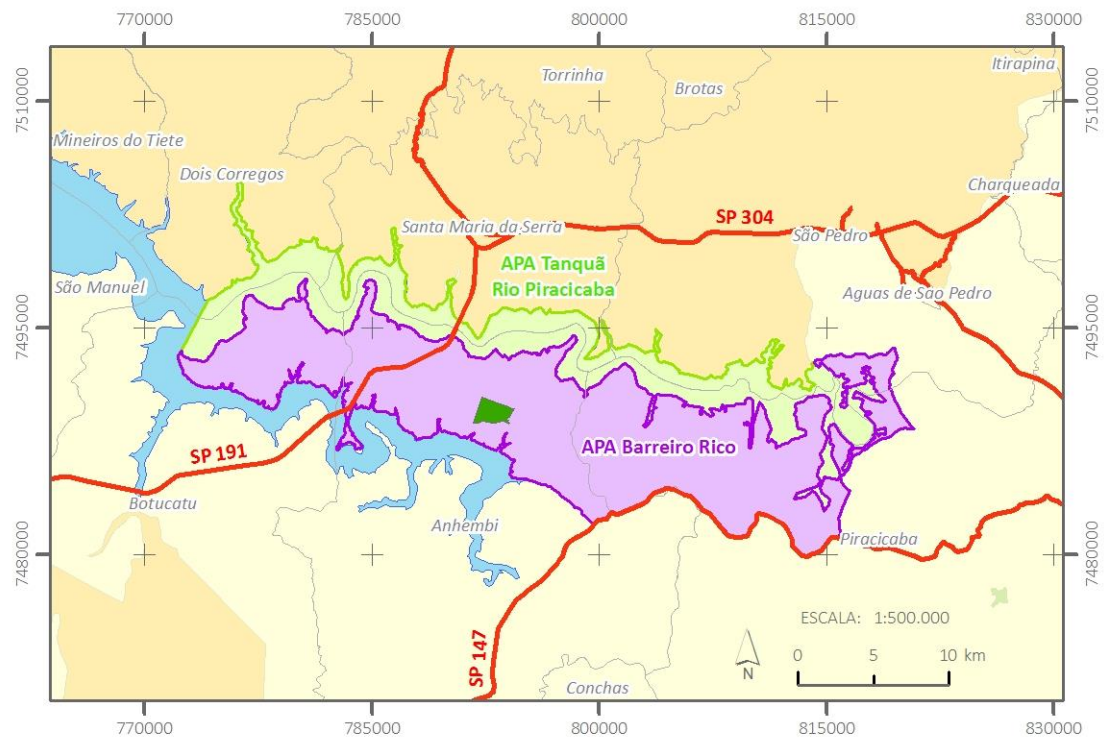 770000 785000 800000 815000 830000
Itirapina
Torrinha
Brotas
7510000 7510000
Mineiros do Tiete
Dois Corregos
Charqueada
Santa Maria da Serra
SP 304
São Pedro
APA Tanquã
Rio Piracicaba
São Manuel
Aguas de São Pedro
7495000 7495000
APA Barreiro Rico
SP 191
Botucatu
Anhembi
Piracicaba
7480000 7480000
ESCALA: 1:500.000
N
0 5 10 km
SP 147
Conchas
770000 785000 800000 815000 830000